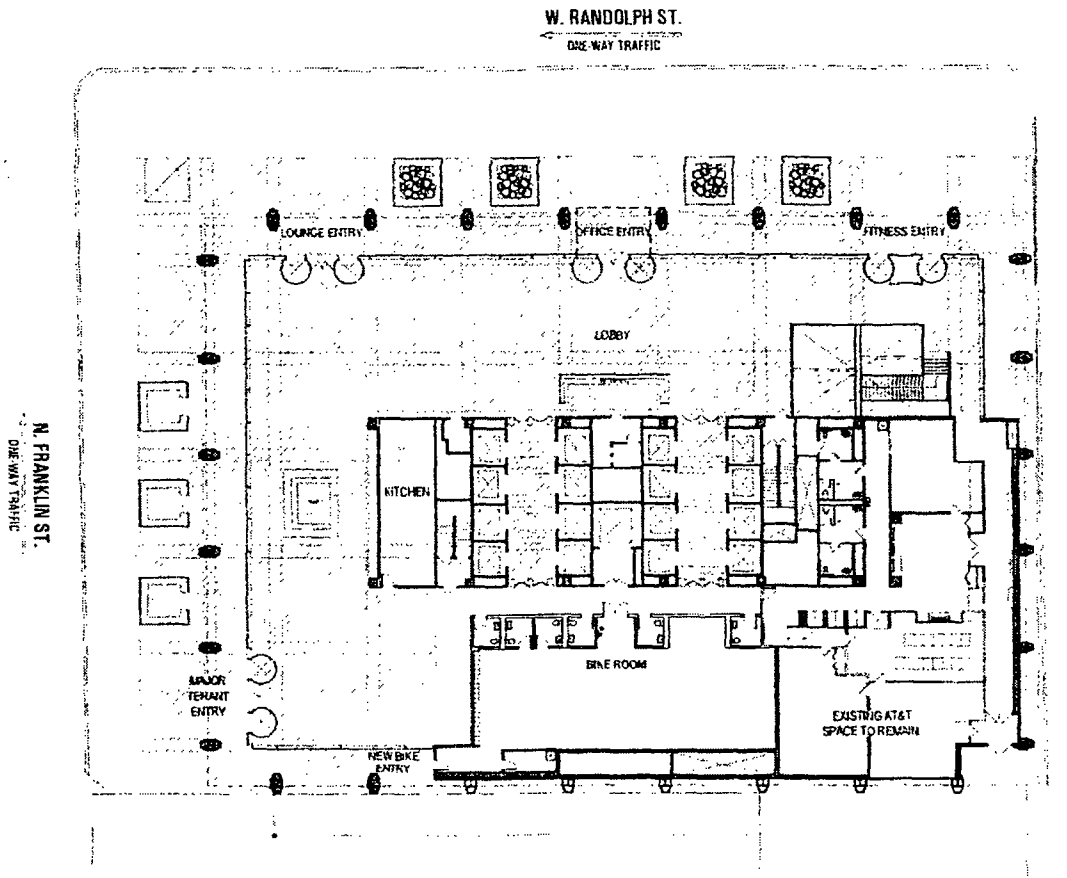 W. RANDOLPH ST.
ONE-WAY TRAFFIC
LOUNGE ENTRY
OFFICE ENTRY
FITNESS ENTRY
LOBBY
N. FRANKLIN ST.
ONE-WAY TRAFFIC
KITCHEN
BIKE ROOM
MAJOR
TENANT
ENTRY
EXISTING AT&T
SPACE TO REMAIN
NEW BIKE
ENTRY